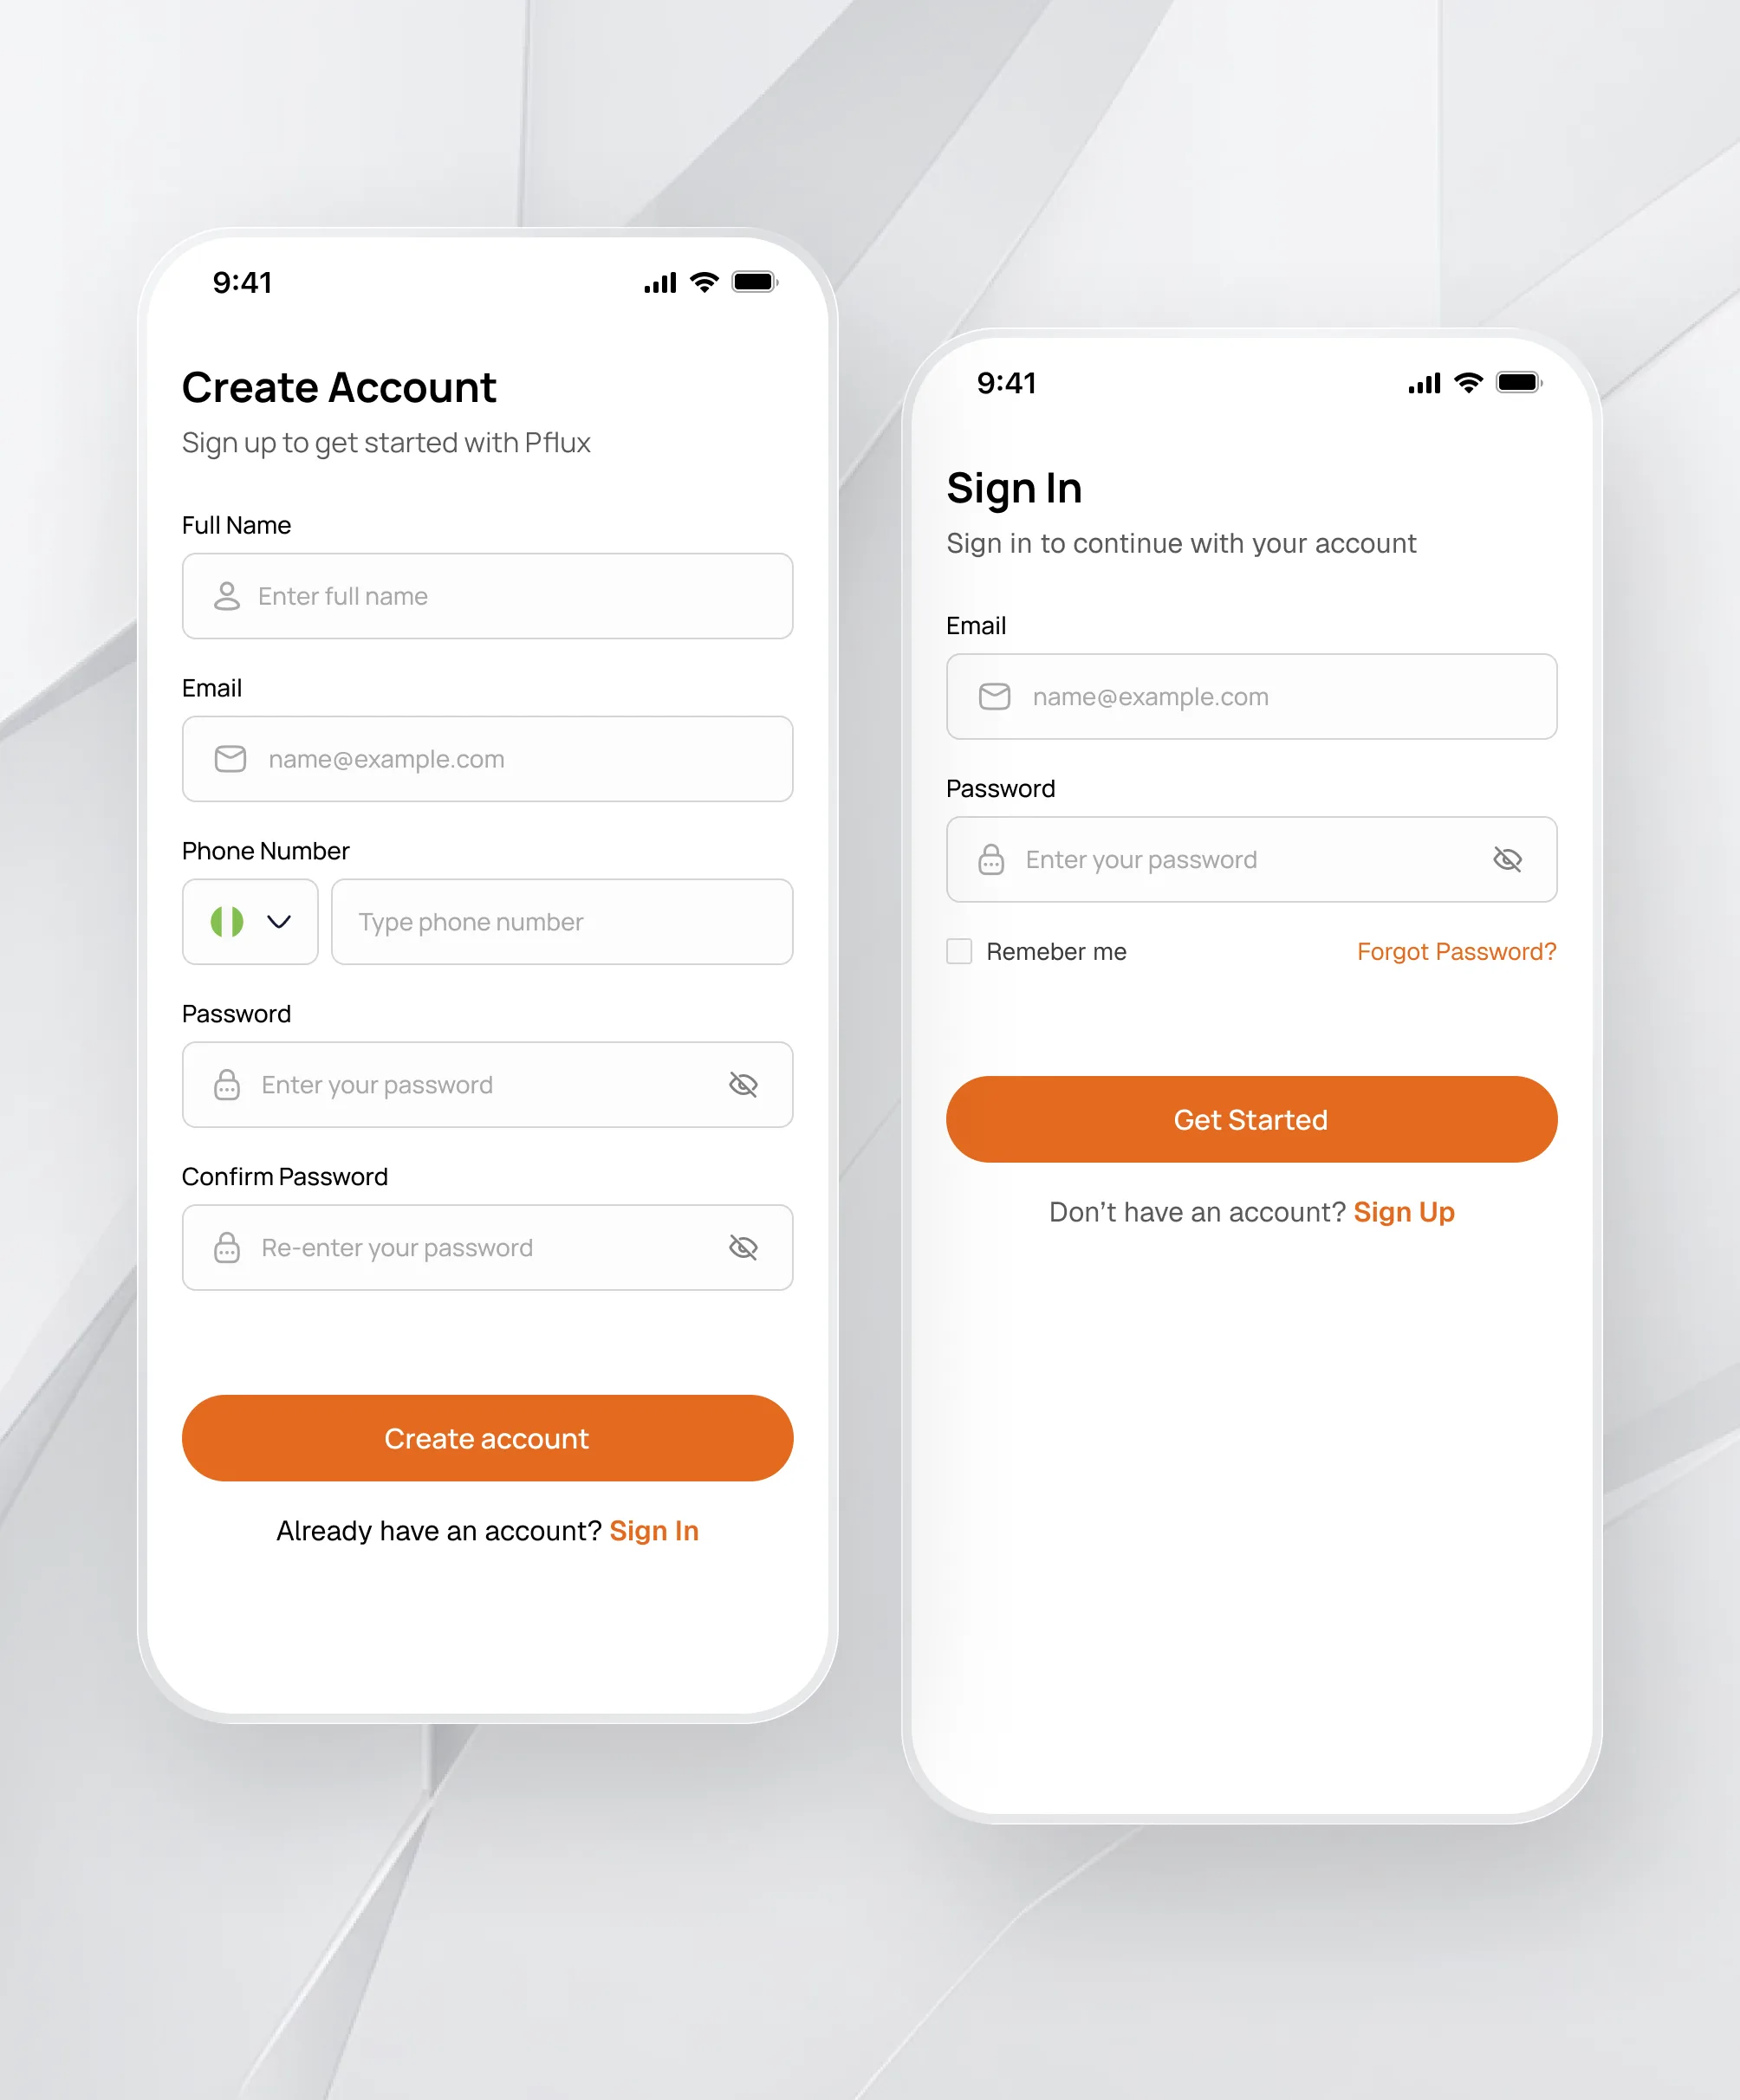 9:41
Create Account
Sign up to get started with Pflux
Full Name
Enter full name
Email
name@example.com
Phone Number
Type phone number
Password
Enter your password
Confirm Password
Re-enter your password
Create account
Already have an account? Sign In
9:41
Sign In
Sign in to continue with your account
Email
name@example.com
Password
Enter your password
Remeber me
Forgot Password?
Get Started
Don’t have an account? Sign Up